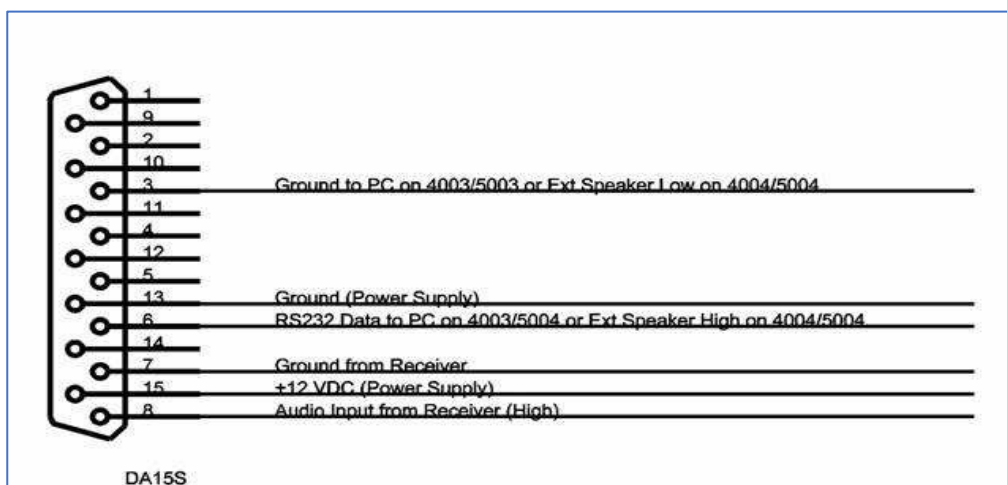 1
9
2
10
3 Ground to PC on 4003/5003 or Ext Speaker Low on 4004/5004
11
4
12
5
13 Ground (Power Supply)
6 RS232 Data to PC on 4003/5004 or Ext Speaker High on 4004/5004
14
7 Ground from Receiver
15 +12 VDC (Power Supply)
8 Audio Input from Receiver (High)
DA15S